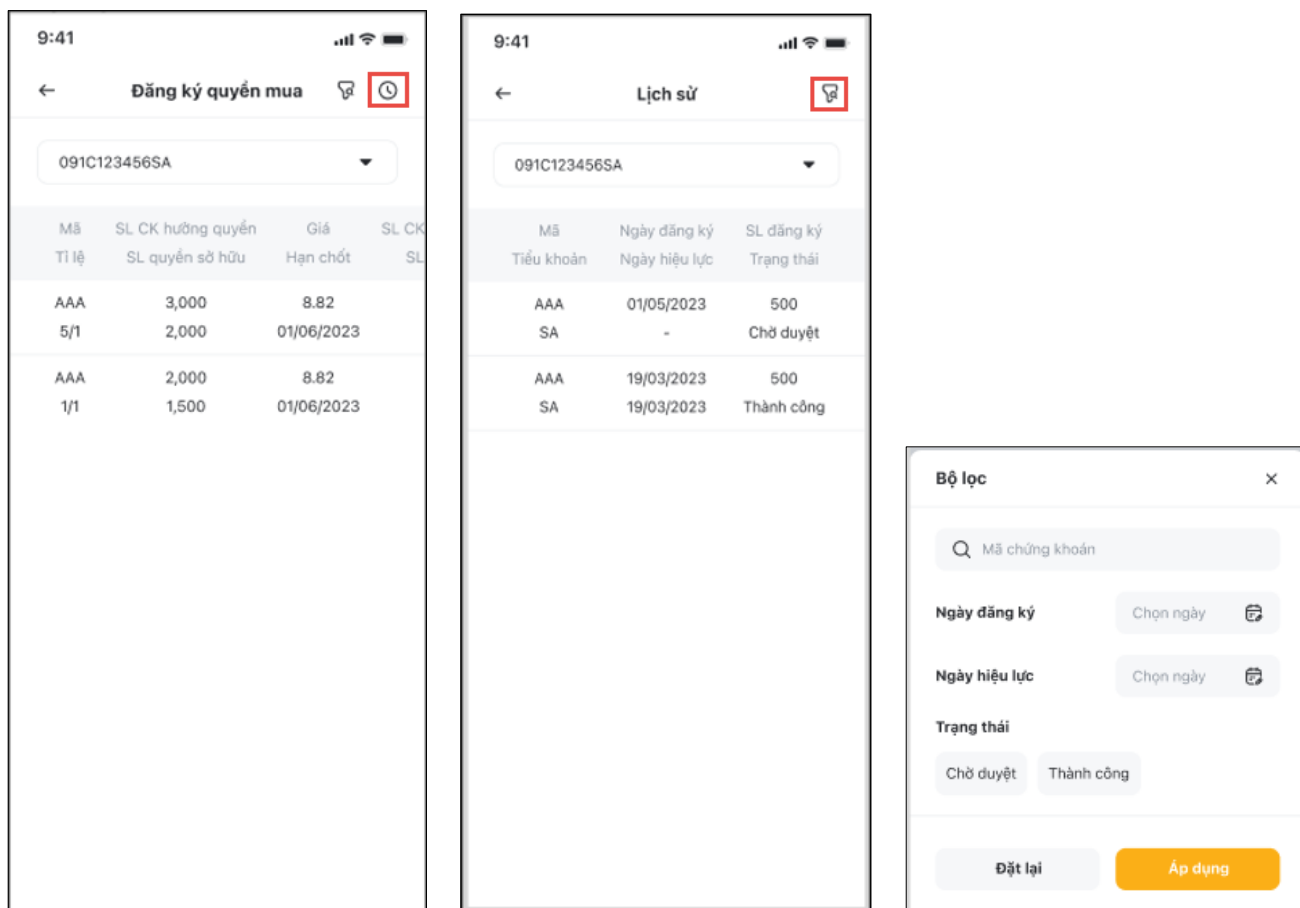 9:41
Đăng ký quyền mua
091C123456SA
Mã SL CK hưởng quyền Giá SL CK
Tỉ lệ SL quyền sở hữu Hạn chốt SL
AAA 3,000 8.82
5/1 2,000 01/06/2023
AAA 2,000 8.82
1/1 1,500 01/06/2023
9:41
Lịch sử
091C123456SA
Mã Ngày đăng ký SL đăng ký
Tiểu khoản Ngày hiệu lực Trạng thái
AAA 01/05/2023 500
SA - Chờ duyệt
AAA 19/03/2023 500
SA 19/03/2023 Thành công
Bộ lọc
Mã chứng khoán
Ngày đăng ký Chọn ngày
Ngày hiệu lực Chọn ngày
Trạng thái
Chờ duyệt Thành công
Đặt lại Áp dụng